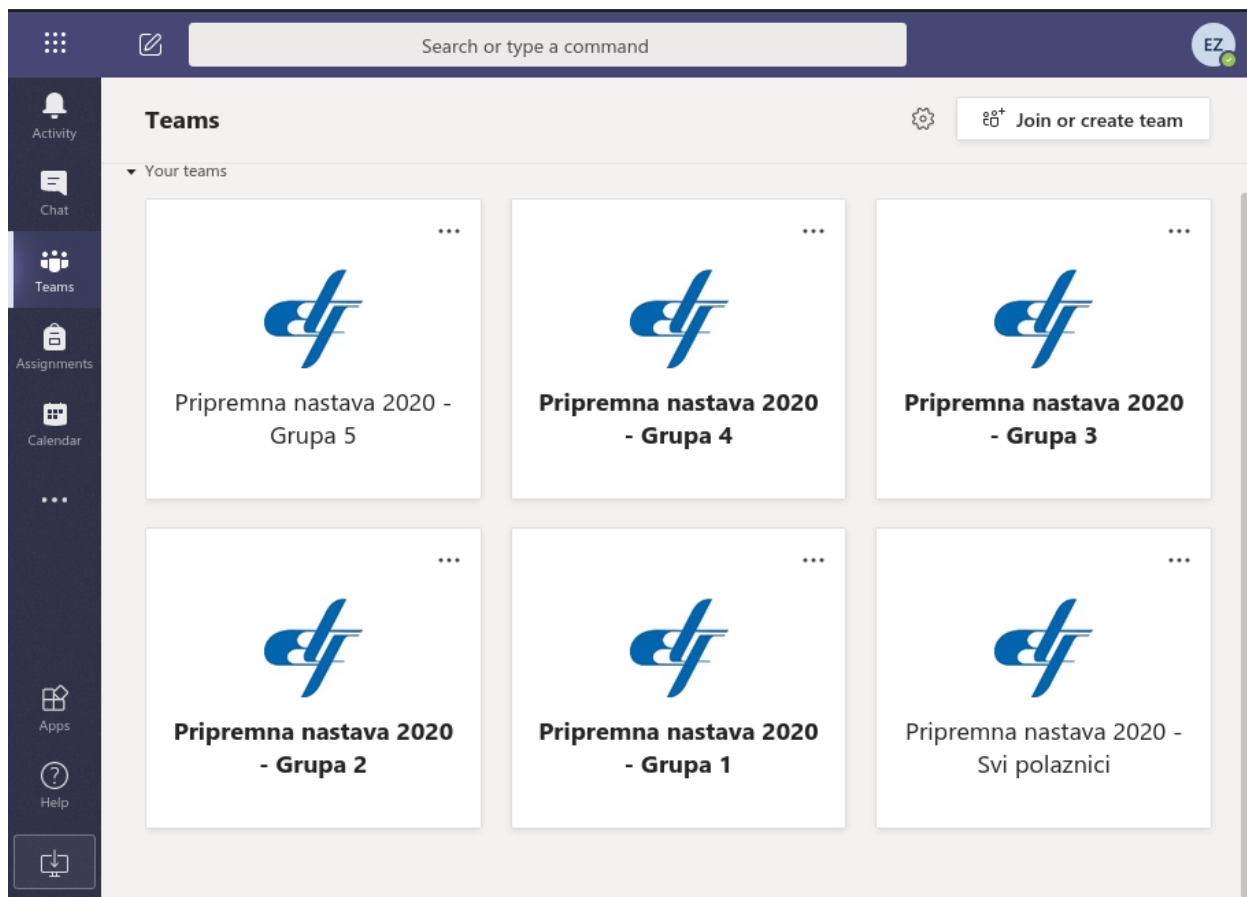 Search or type a command
EZ
Activity
Chat
Teams
Assignments
Calendar
Apps
Help
Teams
Join or create team
Your teams
Pripremna nastava 2020 -
Grupa 5
Pripremna nastava 2020
- Grupa 4
Pripremna nastava 2020
- Grupa 3
Pripremna nastava 2020
- Grupa 2
Pripremna nastava 2020
- Grupa 1
Pripremna nastava 2020 -
Svi polaznici